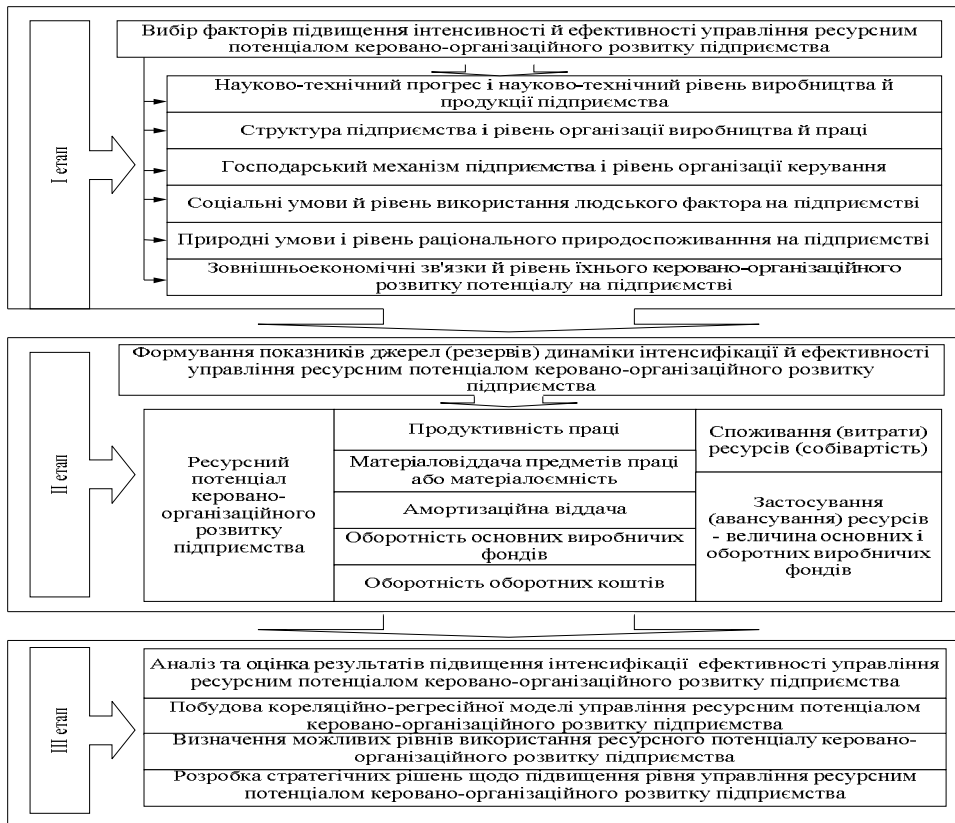 I етап
Вибір факторів підвищення інтенсивності й ефективності управління ресурсним
потенціалом керовано-організаційного розвитку підприємства
Науково-технічний прогрес і науково-технічний рівень виробництва й
продукції підприємства
Структура підприємства і рівень організації виробництва й праці
Господарський механізм підприємства і рівень організації керування
Соціальні умови й рівень використання людського фактора на підприємстві
Природні умови і рівень раціонального природоспоживанння на підприємстві
Зовнішньоекономічні зв'язки й рівень їхнього керовано-організаційного
розвитку потенціалу на підприємстві
II етап
Формування показників джерел (резервів) динаміки інтенсифікації й ефективності
управління ресурсним потенціалом керовано-організаційного розвитку
підприємства
Ресурсний
потенціал
керовано-
організаційного
розвитку
підприємства
Продуктивність праці
Матеріаловіддача предметів праці
або матеріалоємність
Амортизаційна віддача
Оборотність основних виробничих
фондів
Оборотність оборотних коштів
Споживання (витрати)
ресурсів (собівартість)
Застосування
(авансування) ресурсів
- величина основних і
оборотних виробничих
фондів
III етап
Аналіз та оцінка результатів підвищення інтенсифікації ефективності управління
ресурсним потенціалом керовано-організаційного розвитку підприємства
Побудова кореляційно-регресійної моделі управління ресурсним потенціалом
керовано-організаційного розвитку підприємства
Визначення можливих рівнів використання ресурсного потенціалу керовано-
організаційного розвитку підприємства
Розробка стратегічних рішень щодо підвищення рівня управління ресурсним
потенціалом керовано-організаційного розвитку підприємства